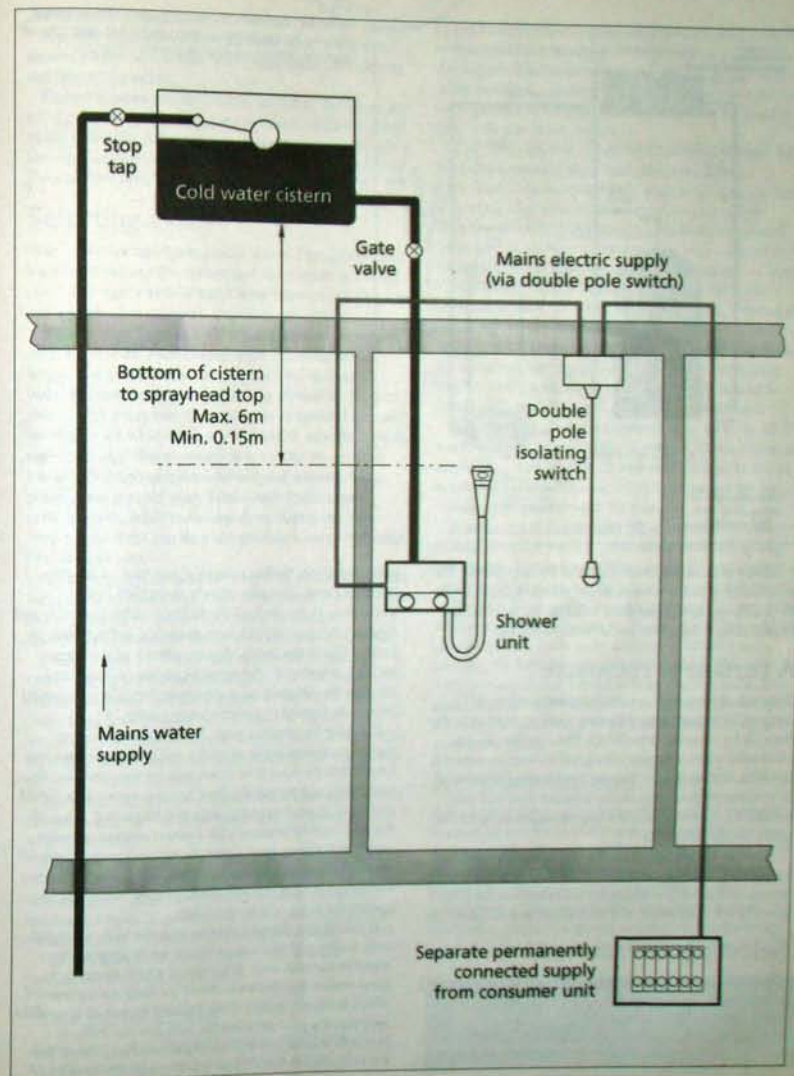 Stop
tap
Cold water cistern
Gate
valve
Mains electric supply
(via double pole switch)
Bottom of cistern
to sprayhead top
Max. 6m
Min. 0.15m
Double
pole
isolating
switch
Shower
unit
Mains water
supply
Separate permanently
connected supply
from consumer unit